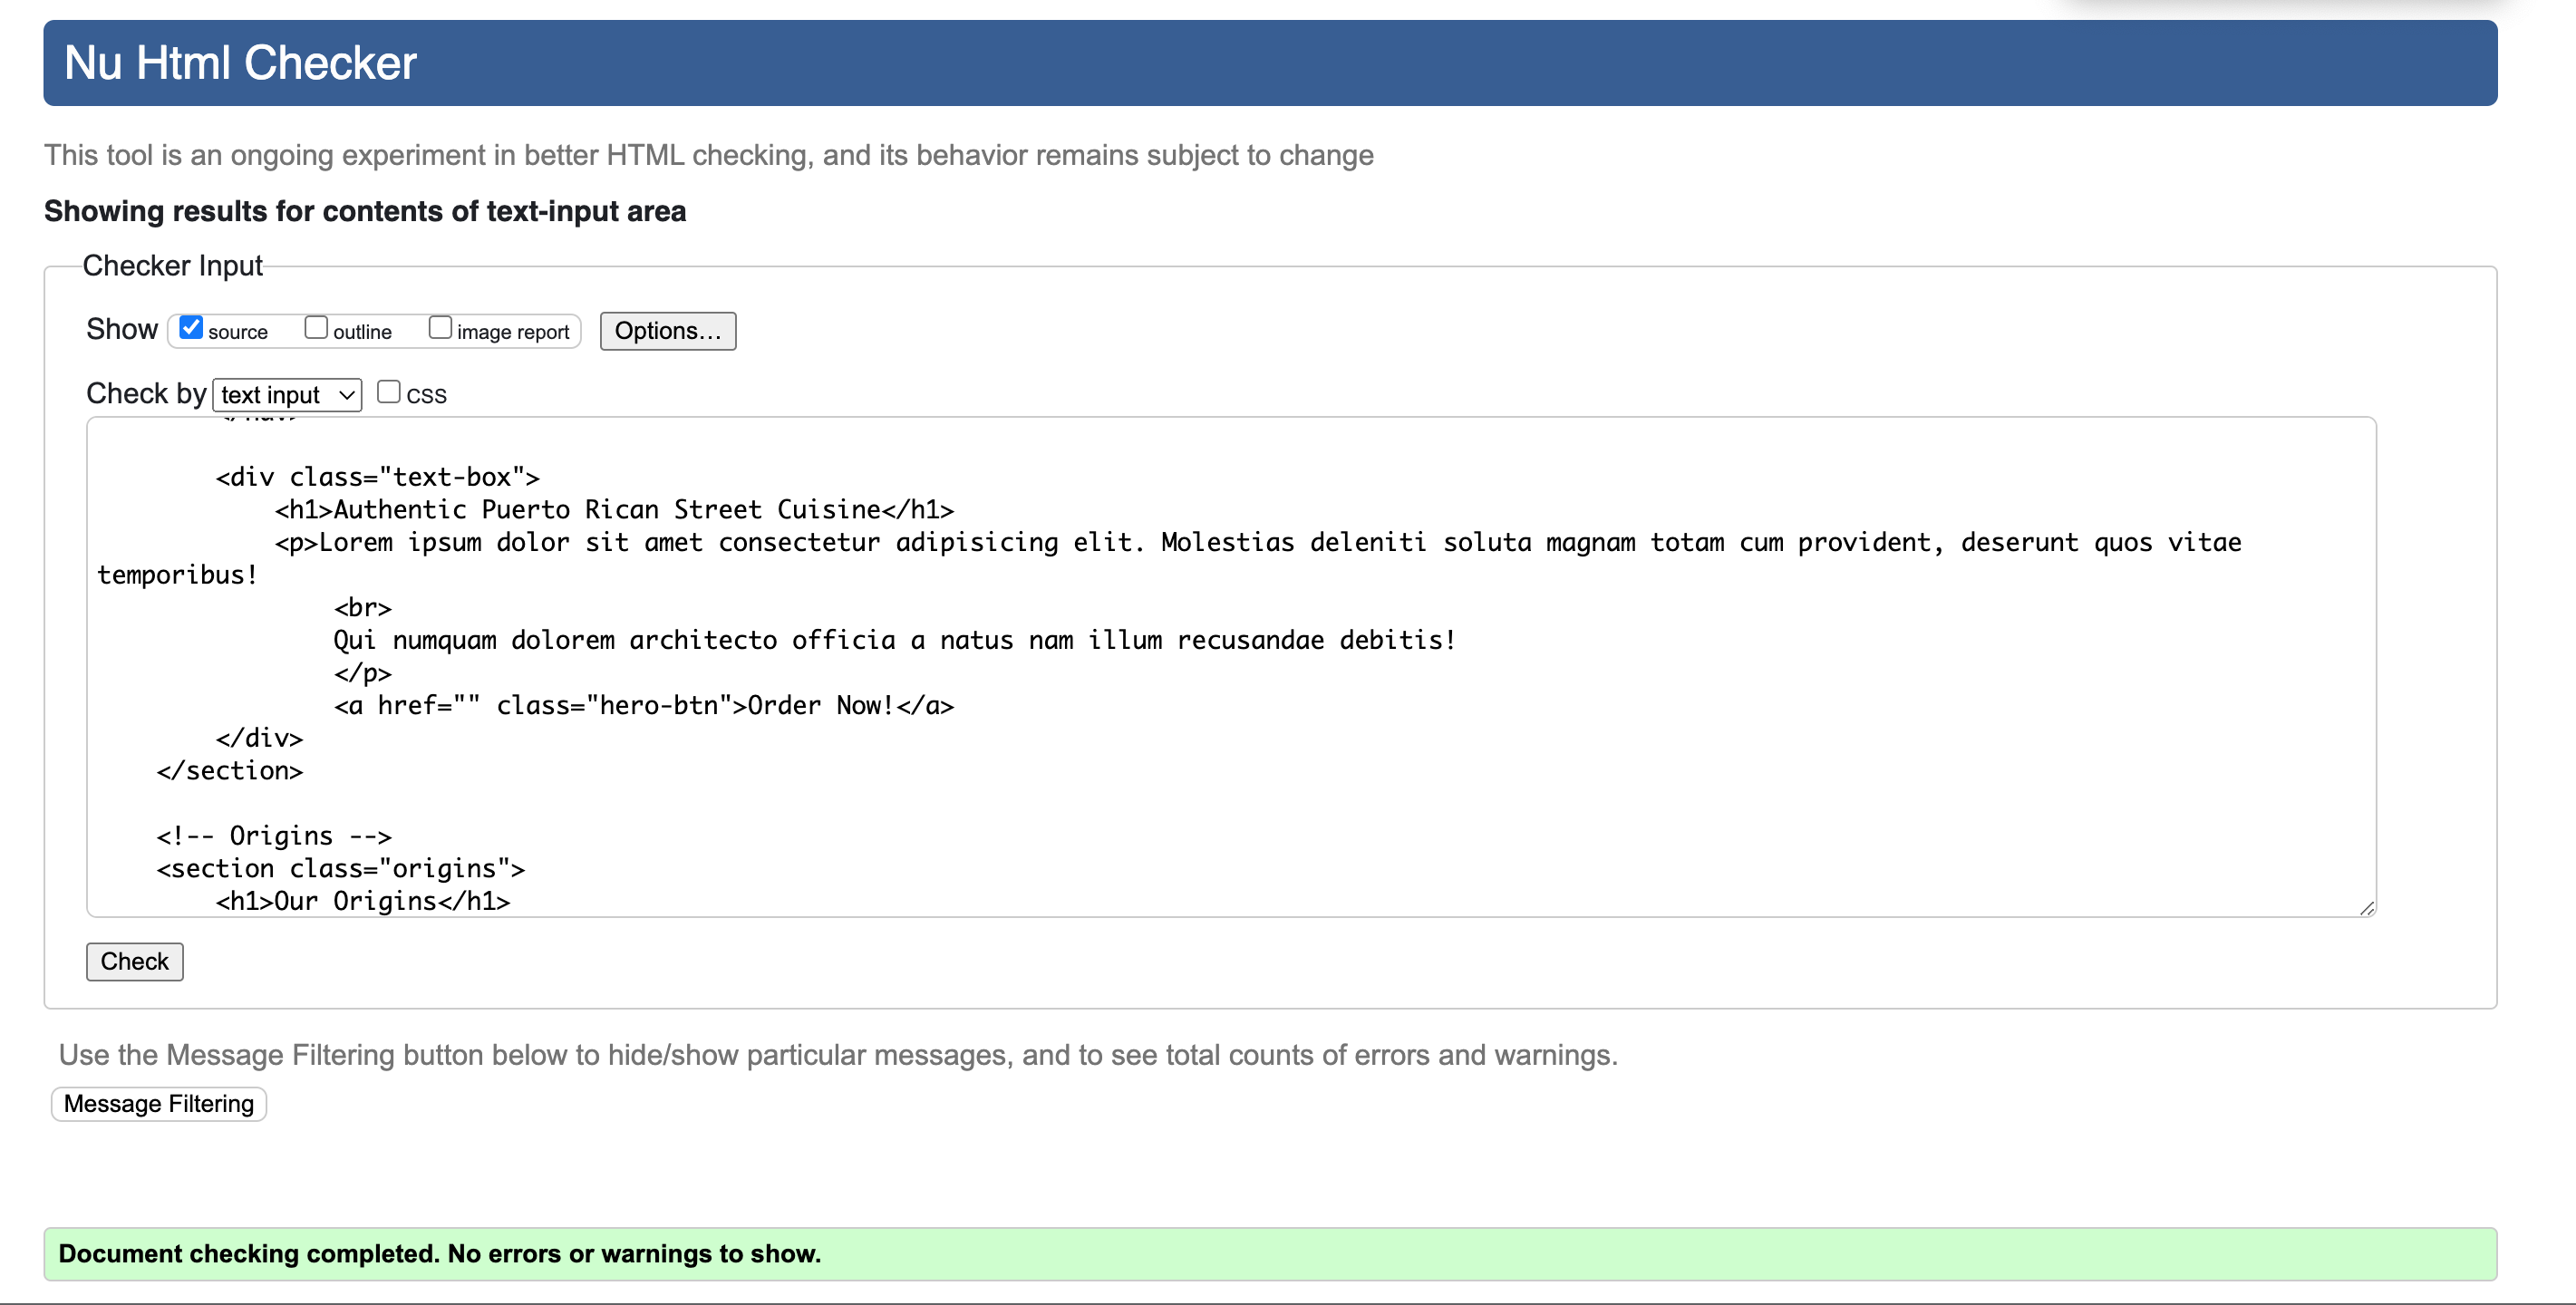 Nu Html Checker
This tool is an ongoing experiment in better HTML checking, and its behavior remains subject to change
Showing results for contents of text-input area
Checker Input
Show source outline image report Options...
Check by text input CSS
<div class="text-box">
<h1>Authentic Puerto Rican Street Cuisine</h1>
<p>Lorem ipsum dolor sit amet consectetur adipisicing elit. Molestias deleniti soluta magnam totam cum provident, deserunt quos vitae
temporibus!
<br>
Qui numquam dolorem architecto officia a natus nam illum recusandae debitis!
</p>
<a href="" class="hero-btn">Order Now!</a>
</div>
</section>
<!-- Origins -->
<section class="origins">
<h1>Our Origins</h1>
Check
Use the Message Filtering button below to hide/show particular messages, and to see total counts of errors and warnings.
Message Filtering
Document checking completed. No errors or warnings to show.